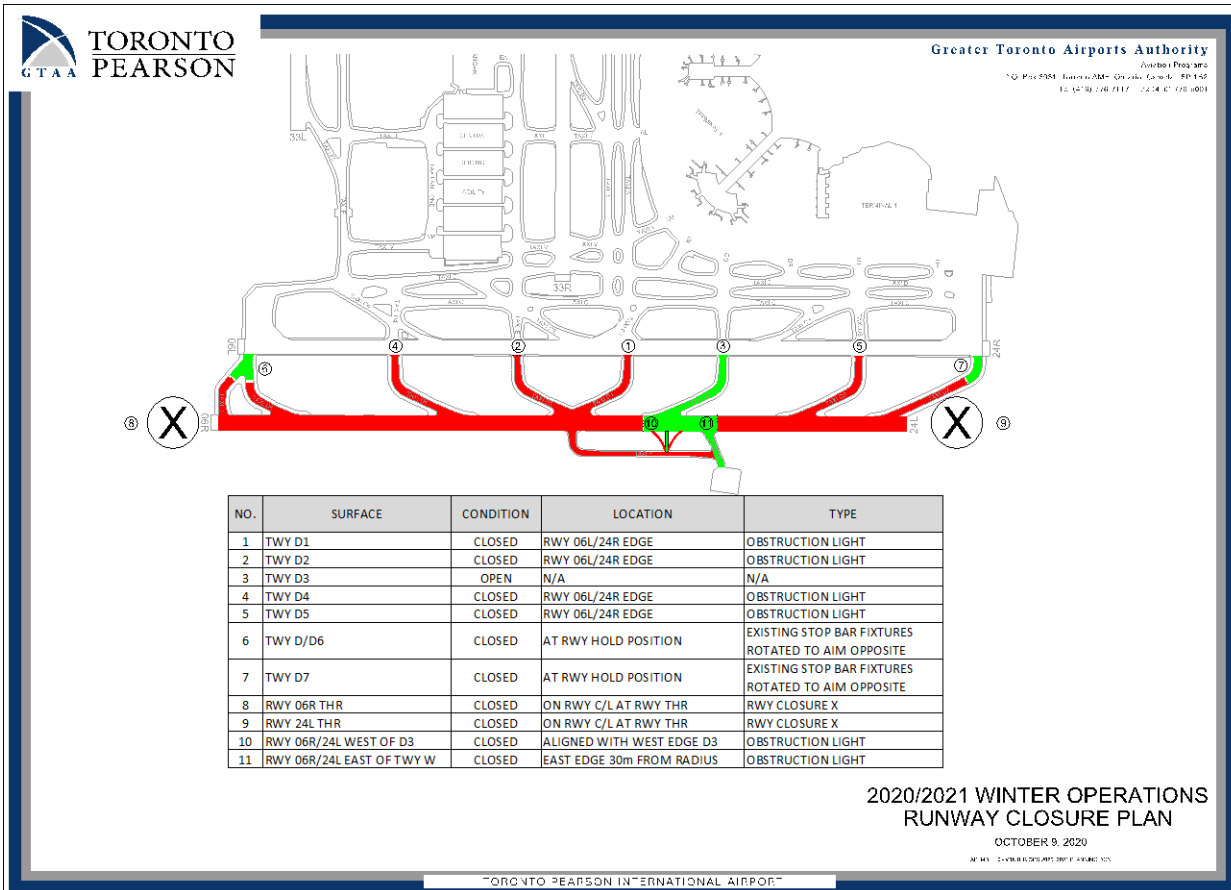 GTAA
TORONTO
PEARSON
Greater Toronto Airports Authority
Aviation Programs
33L
TERMINAL 1
33R
06L
24R
4
2
1
3
5
6
7
8
X
06R
10
11
24L
X
9
NO. SURFACE CONDITION LOCATION TYPE
1 TWY D1 CLOSED RWY 06L/24R EDGE OBSTRUCTION LIGHT
2 TWY D2 CLOSED RWY 06L/24R EDGE OBSTRUCTION LIGHT
3 TWY D3 OPEN N/A N/A
4 TWY D4 CLOSED RWY 06L/24R EDGE OBSTRUCTION LIGHT
5 TWY D5 CLOSED RWY 06L/24R EDGE OBSTRUCTION LIGHT
6 TWY D/D6 CLOSED AT RWY HOLD POSITION EXISTING STOP BAR FIXTURES
ROTATED TO AIM OPPOSITE
7 TWY D7 CLOSED AT RWY HOLD POSITION EXISTING STOP BAR FIXTURES
ROTATED TO AIM OPPOSITE
8 RWY 06R THR CLOSED ON RWY C/L AT RWY THR RWY CLOSURE X
9 RWY 24L THR CLOSED ON RWY C/L AT RWY THR RWY CLOSURE X
10 RWY 06R/24L WEST OF D3 CLOSED ALIGNED WITH WEST EDGE D3 OBSTRUCTION LIGHT
11 RWY 06R/24L EAST OF TWY W CLOSED EAST EDGE 30m FROM RADIUS OBSTRUCTION LIGHT
2020/2021 WINTER OPERATIONS
RUNWAY CLOSURE PLAN
OCTOBER 9, 2020
TORONTO PEARSON INTERNATIONAL AIRPORT